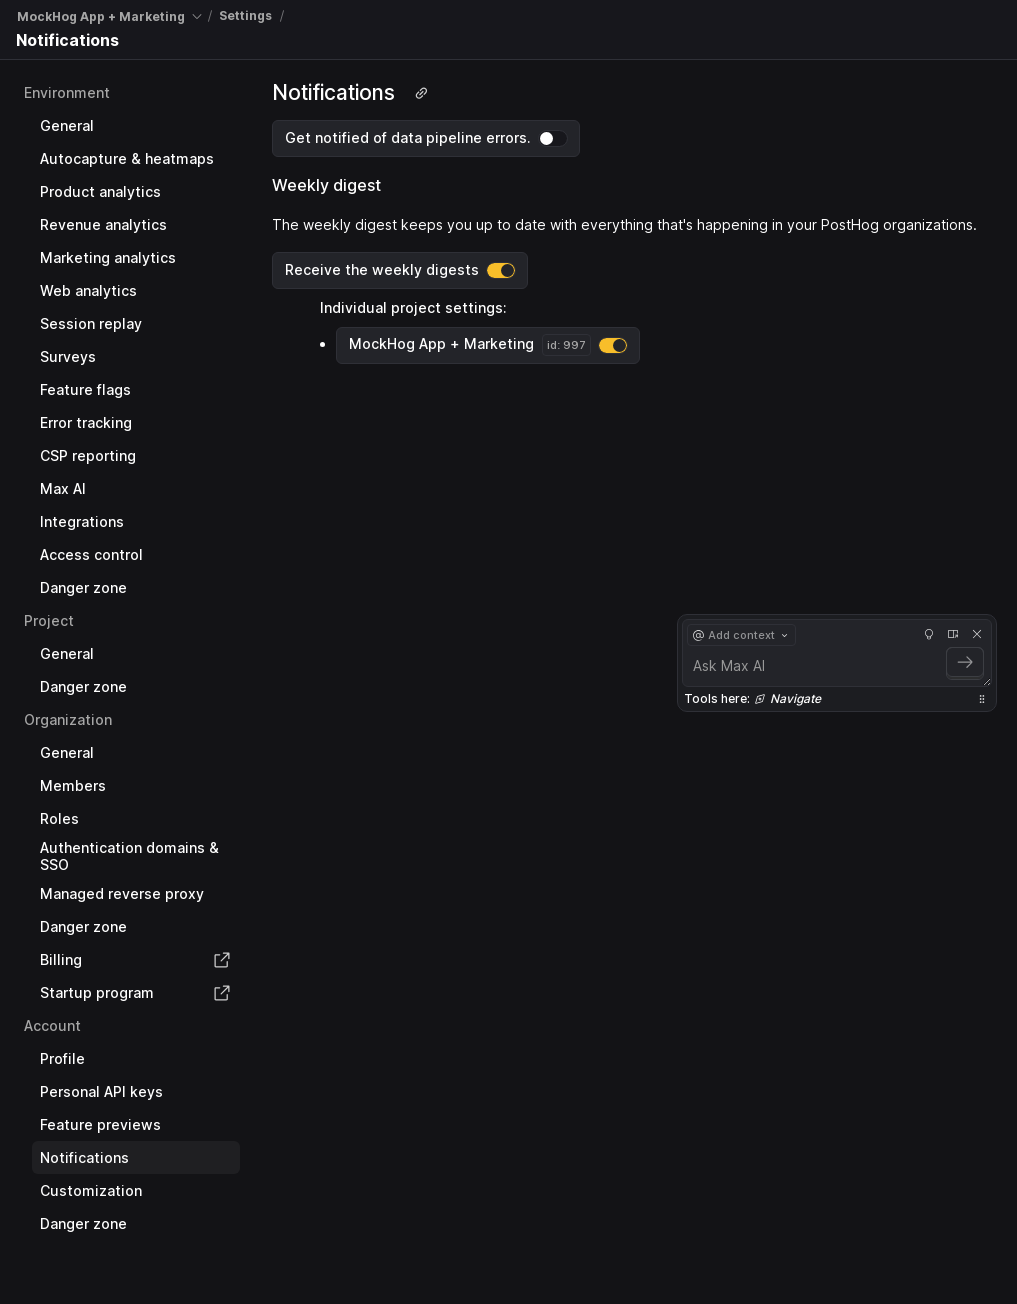 MockHog App + Marketing / Settings /
Notifications
Environment
General
Autocapture & heatmaps
Product analytics
Revenue analytics
Marketing analytics
Web analytics
Session replay
Surveys
Feature flags
Error tracking
CSP reporting
Max AI
Integrations
Access control
Danger zone
Project
General
Danger zone
Organization
General
Members
Roles
Authentication domains &
SSO
Managed reverse proxy
Danger zone
Billing
Startup program
Account
Profile
Personal API keys
Feature previews
Notifications
Customization
Danger zone
Notifications
Get notified of data pipeline errors.
Weekly digest
The weekly digest keeps you up to date with everything that's happening in your PostHog organizations.
Receive the weekly digests
Individual project settings:
• MockHog App + Marketing id: 997
@ Add context
Ask Max AI
Tools here: Navigate